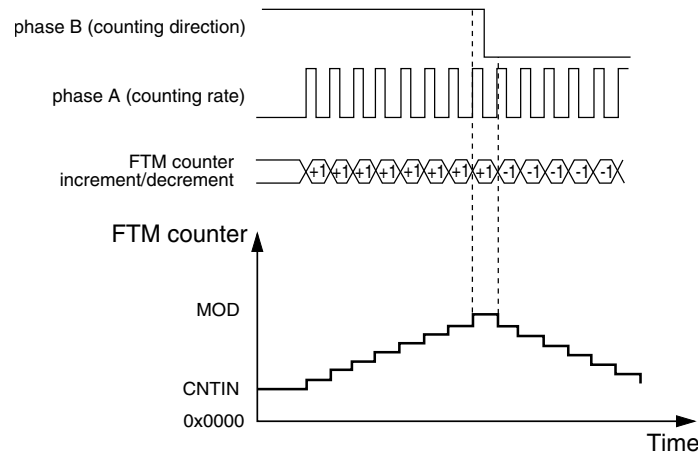 phase B (counting direction)
phase A (counting rate)
FTM counter
increment/decrement
+1 +1 +1 +1 +1 +1 +1 +1 -1 -1 -1 -1 -1
FTM counter
MOD
CNTIN
0x0000
Time